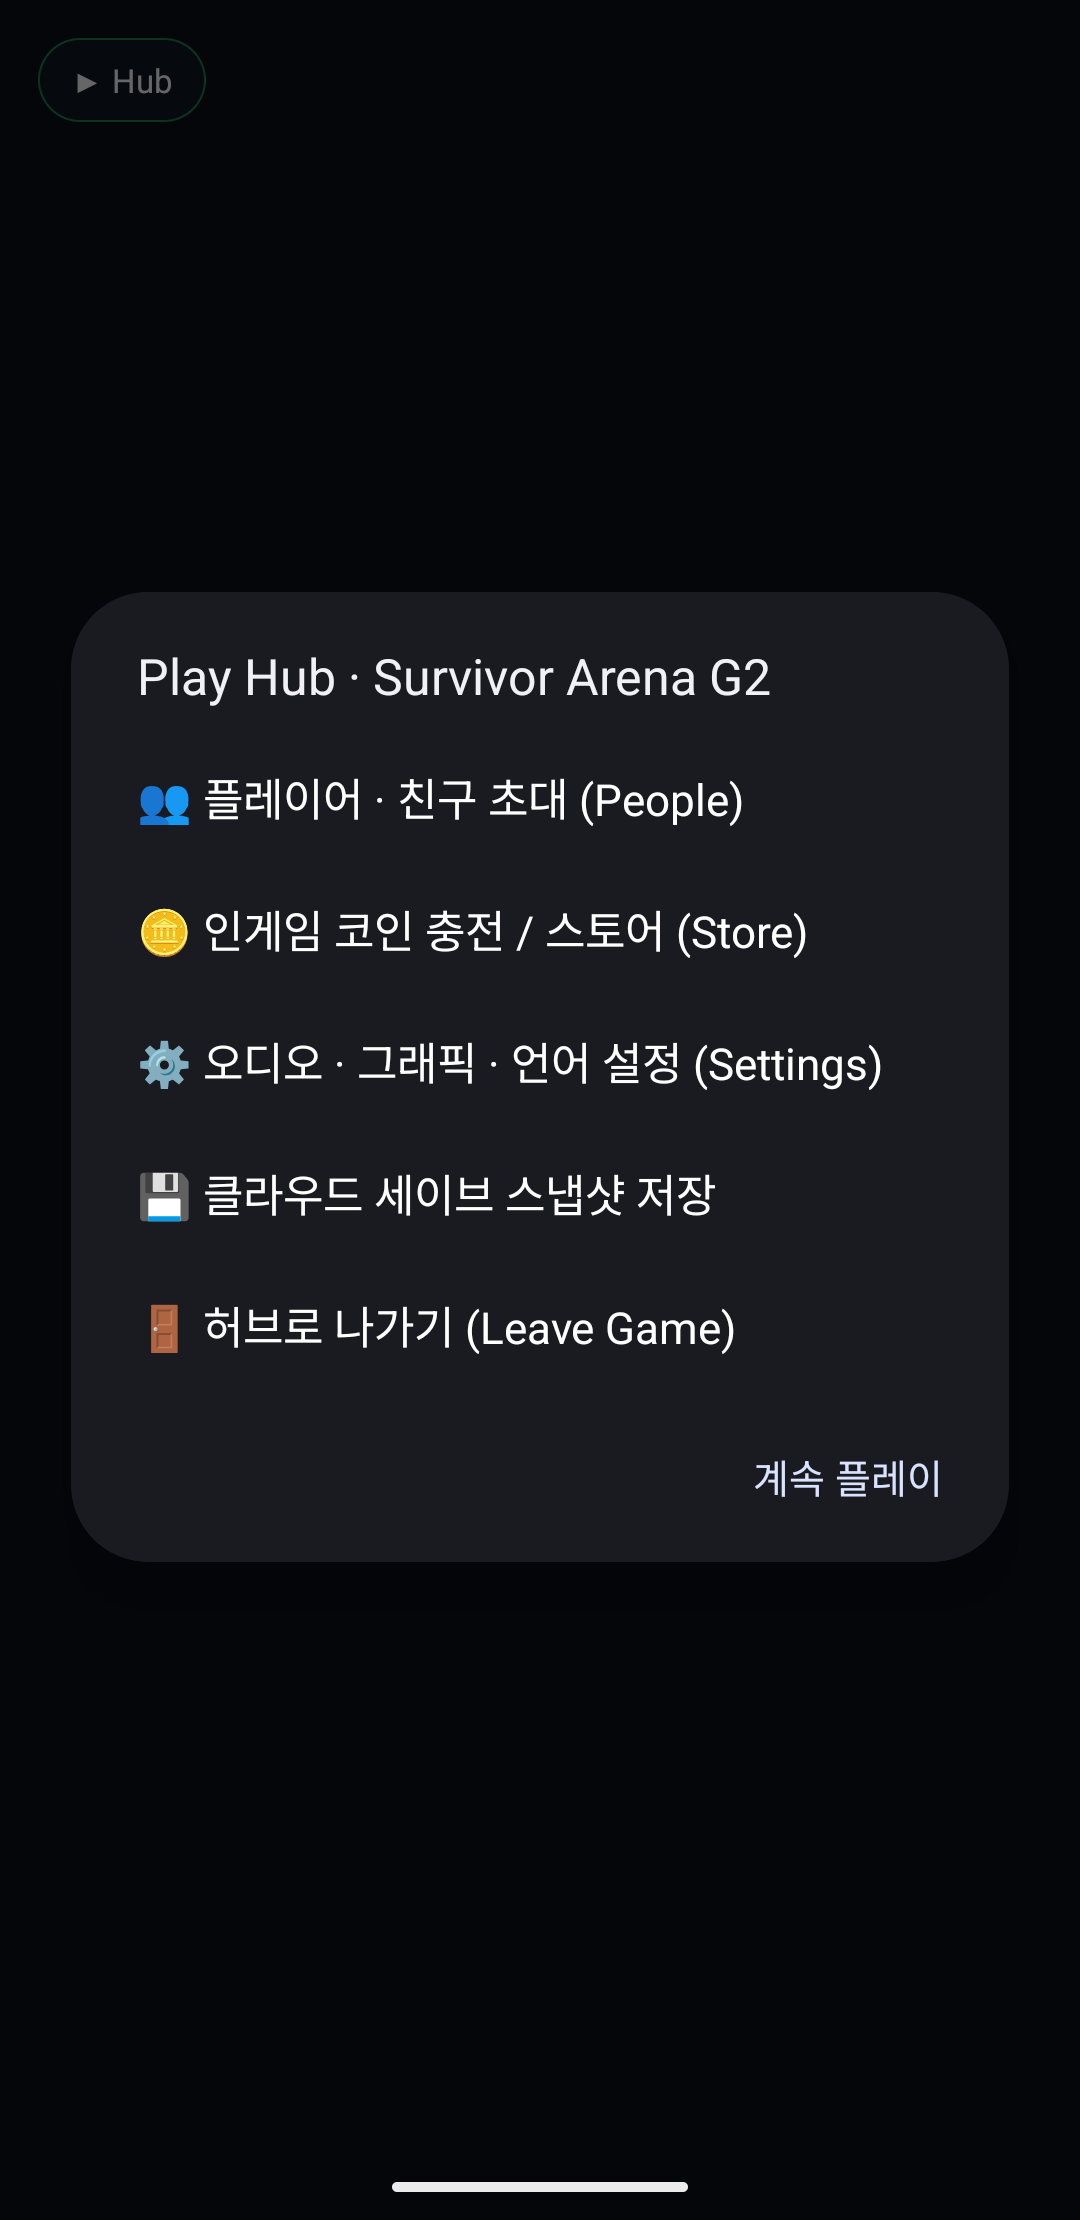 ► Hub
Play Hub · Survivor Arena G2
👥 플레이어 · 친구 초대 (People)
🪙 인게임 코인 충전 / 스토어 (Store)
⚙️ 오디오 · 그래픽 · 언어 설정 (Settings)
💾 클라우드 세이브 스냅샷 저장
🚪 허브로 나가기 (Leave Game)
계속 플레이